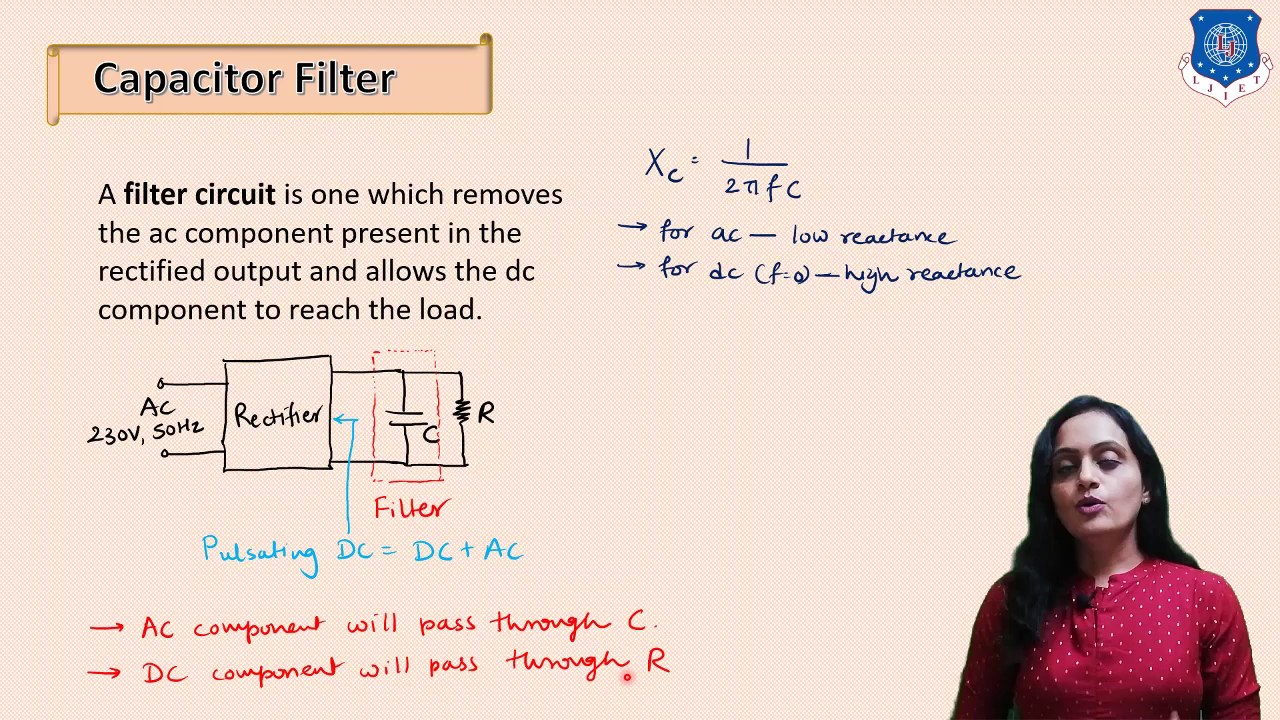 Capacitor Filter
LJ
L J I E T
A filter circuit is one which removes
the ac component present in the
rectified output and allows the dc
component to reach the load.
Xc = 1 / 2πfC
→ for ac — low reactance
→ for dc (f=0) — high reactance
AC
230V, 50Hz
Rectifier
C
R
Filter
Pulsating DC = DC + AC
→ AC component will pass through C.
→ DC component will pass through R